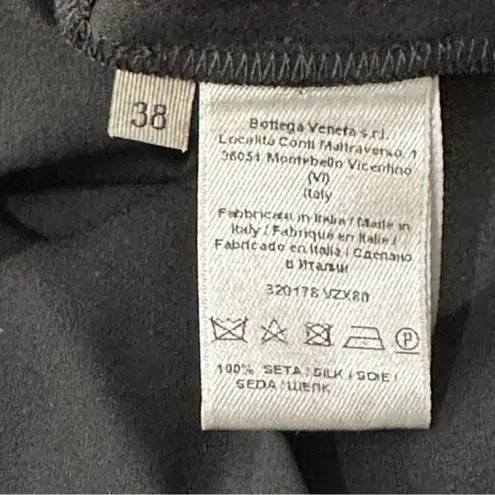 38
Bottega Veneta s.r.l.
Località Conti Maltraverso, 1
36054 Montebello Vicentino
(VI)
Italy
Fabbricato in Italia / Made in
Italy / Fabriqué en Italie /
Fabricado en Italia / Сделано
в Италии
320178 VZX80
P
100% SETA / SILK / SOIE /
SEDA / ШЕЛК